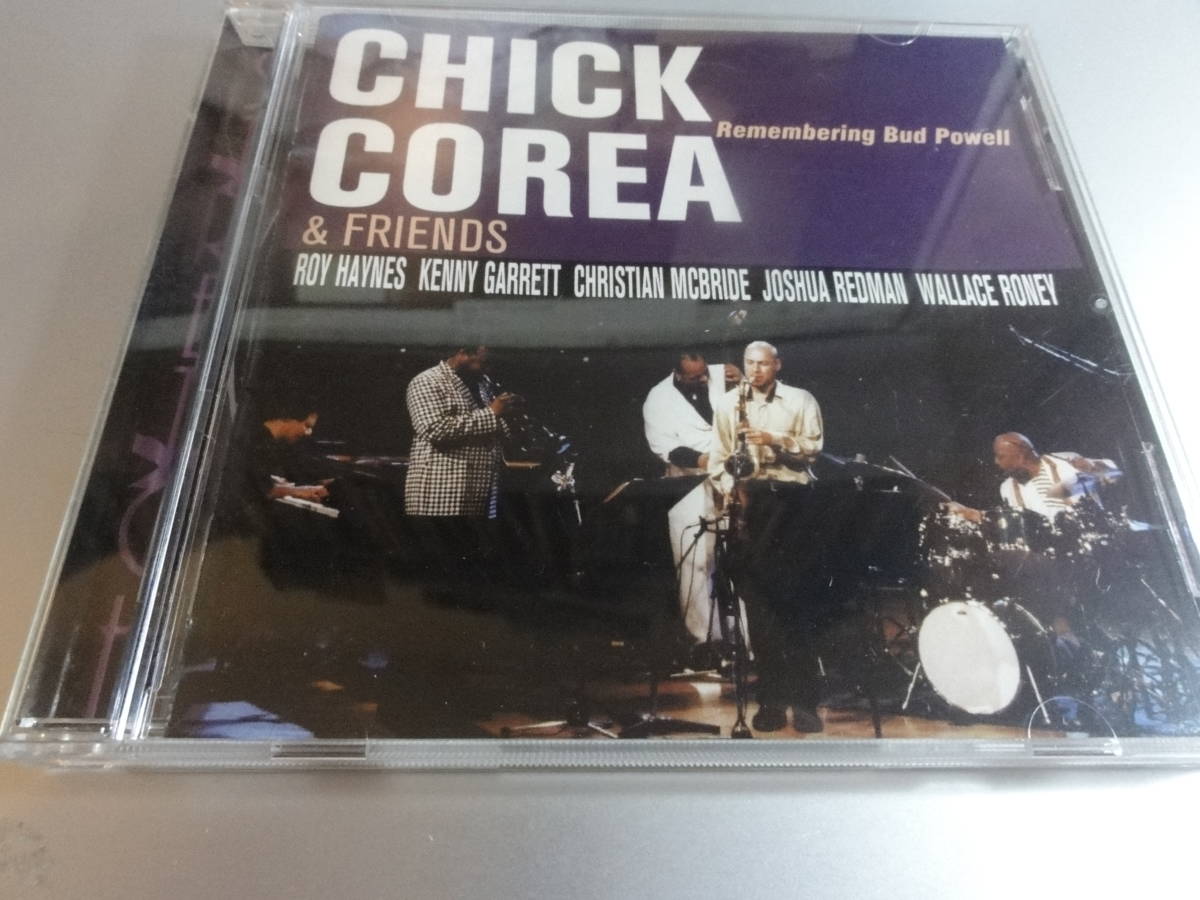 CHICK
COREA
Remembering Bud Powell
& FRIENDS
ROY HAYNES KENNY GARRETT CHRISTIAN MCBRIDE JOSHUA REDMAN WALLACE RONEY